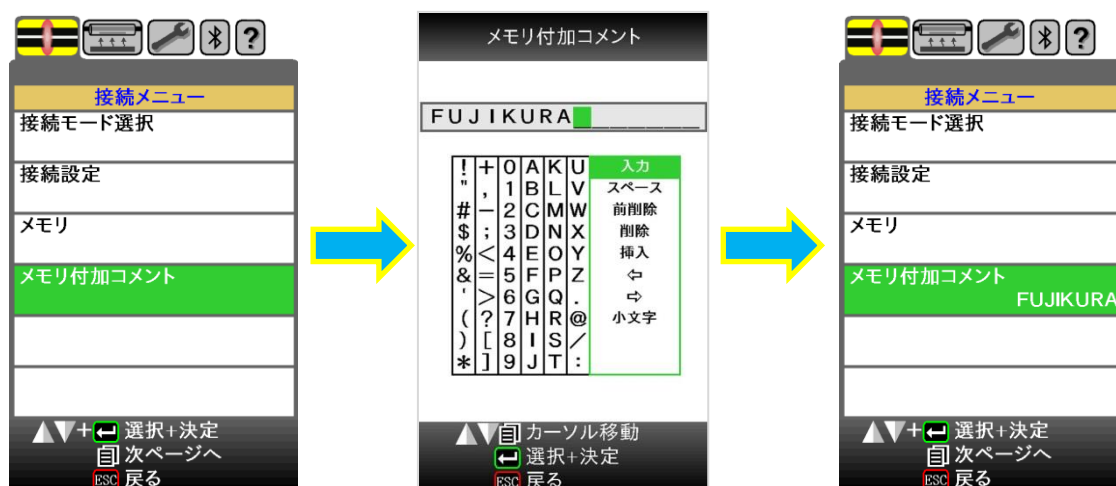 ?
接続メニュー
接続モード選択
接続設定
メモリ
メモリ付加コメント
+ 選択+決定
次ページへ
ESC 戻る
メモリ付加コメント
FUJIKURA
! + 0 A K U 入力
" , 1 B L V スペース
# − 2 C M W 前削除
$ ; 3 D N X 削除
% < 4 E O Y 挿入
& = 5 F P Z ⇦
' > 6 G Q . ⇨
( ? 7 H R @ 小文字
) [ 8 I S /
* ] 9 J T :
カーソル移動
選択+決定
ESC 戻る
?
接続メニュー
接続モード選択
接続設定
メモリ
メモリ付加コメント
FUJIKURA
+ 選択+決定
次ページへ
ESC 戻る